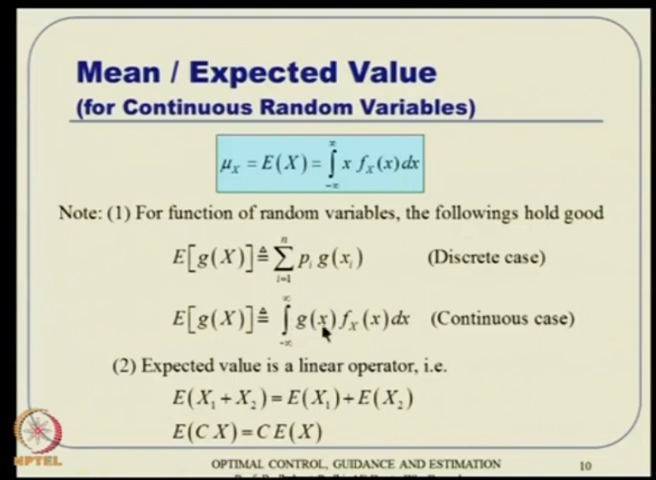 Mean / Expected Value
(for Continuous Random Variables)
μ_X = E(X) = ∫_{-∞}^{∞} x f_X(x) dx
Note: (1) For function of random variables, the followings hold good
E[g(X)] ≜ ∑_{i=1}^{n} p_i g(x_i) (Discrete case)
E[g(X)] ≜ ∫_{-∞}^{∞} g(x) f_X(x) dx (Continuous case)
(2) Expected value is a linear operator, i.e.
E(X_1 + X_2) = E(X_1) + E(X_2)
E(C X) = C E(X)
NPTEL
OPTIMAL CONTROL, GUIDANCE AND ESTIMATION 10